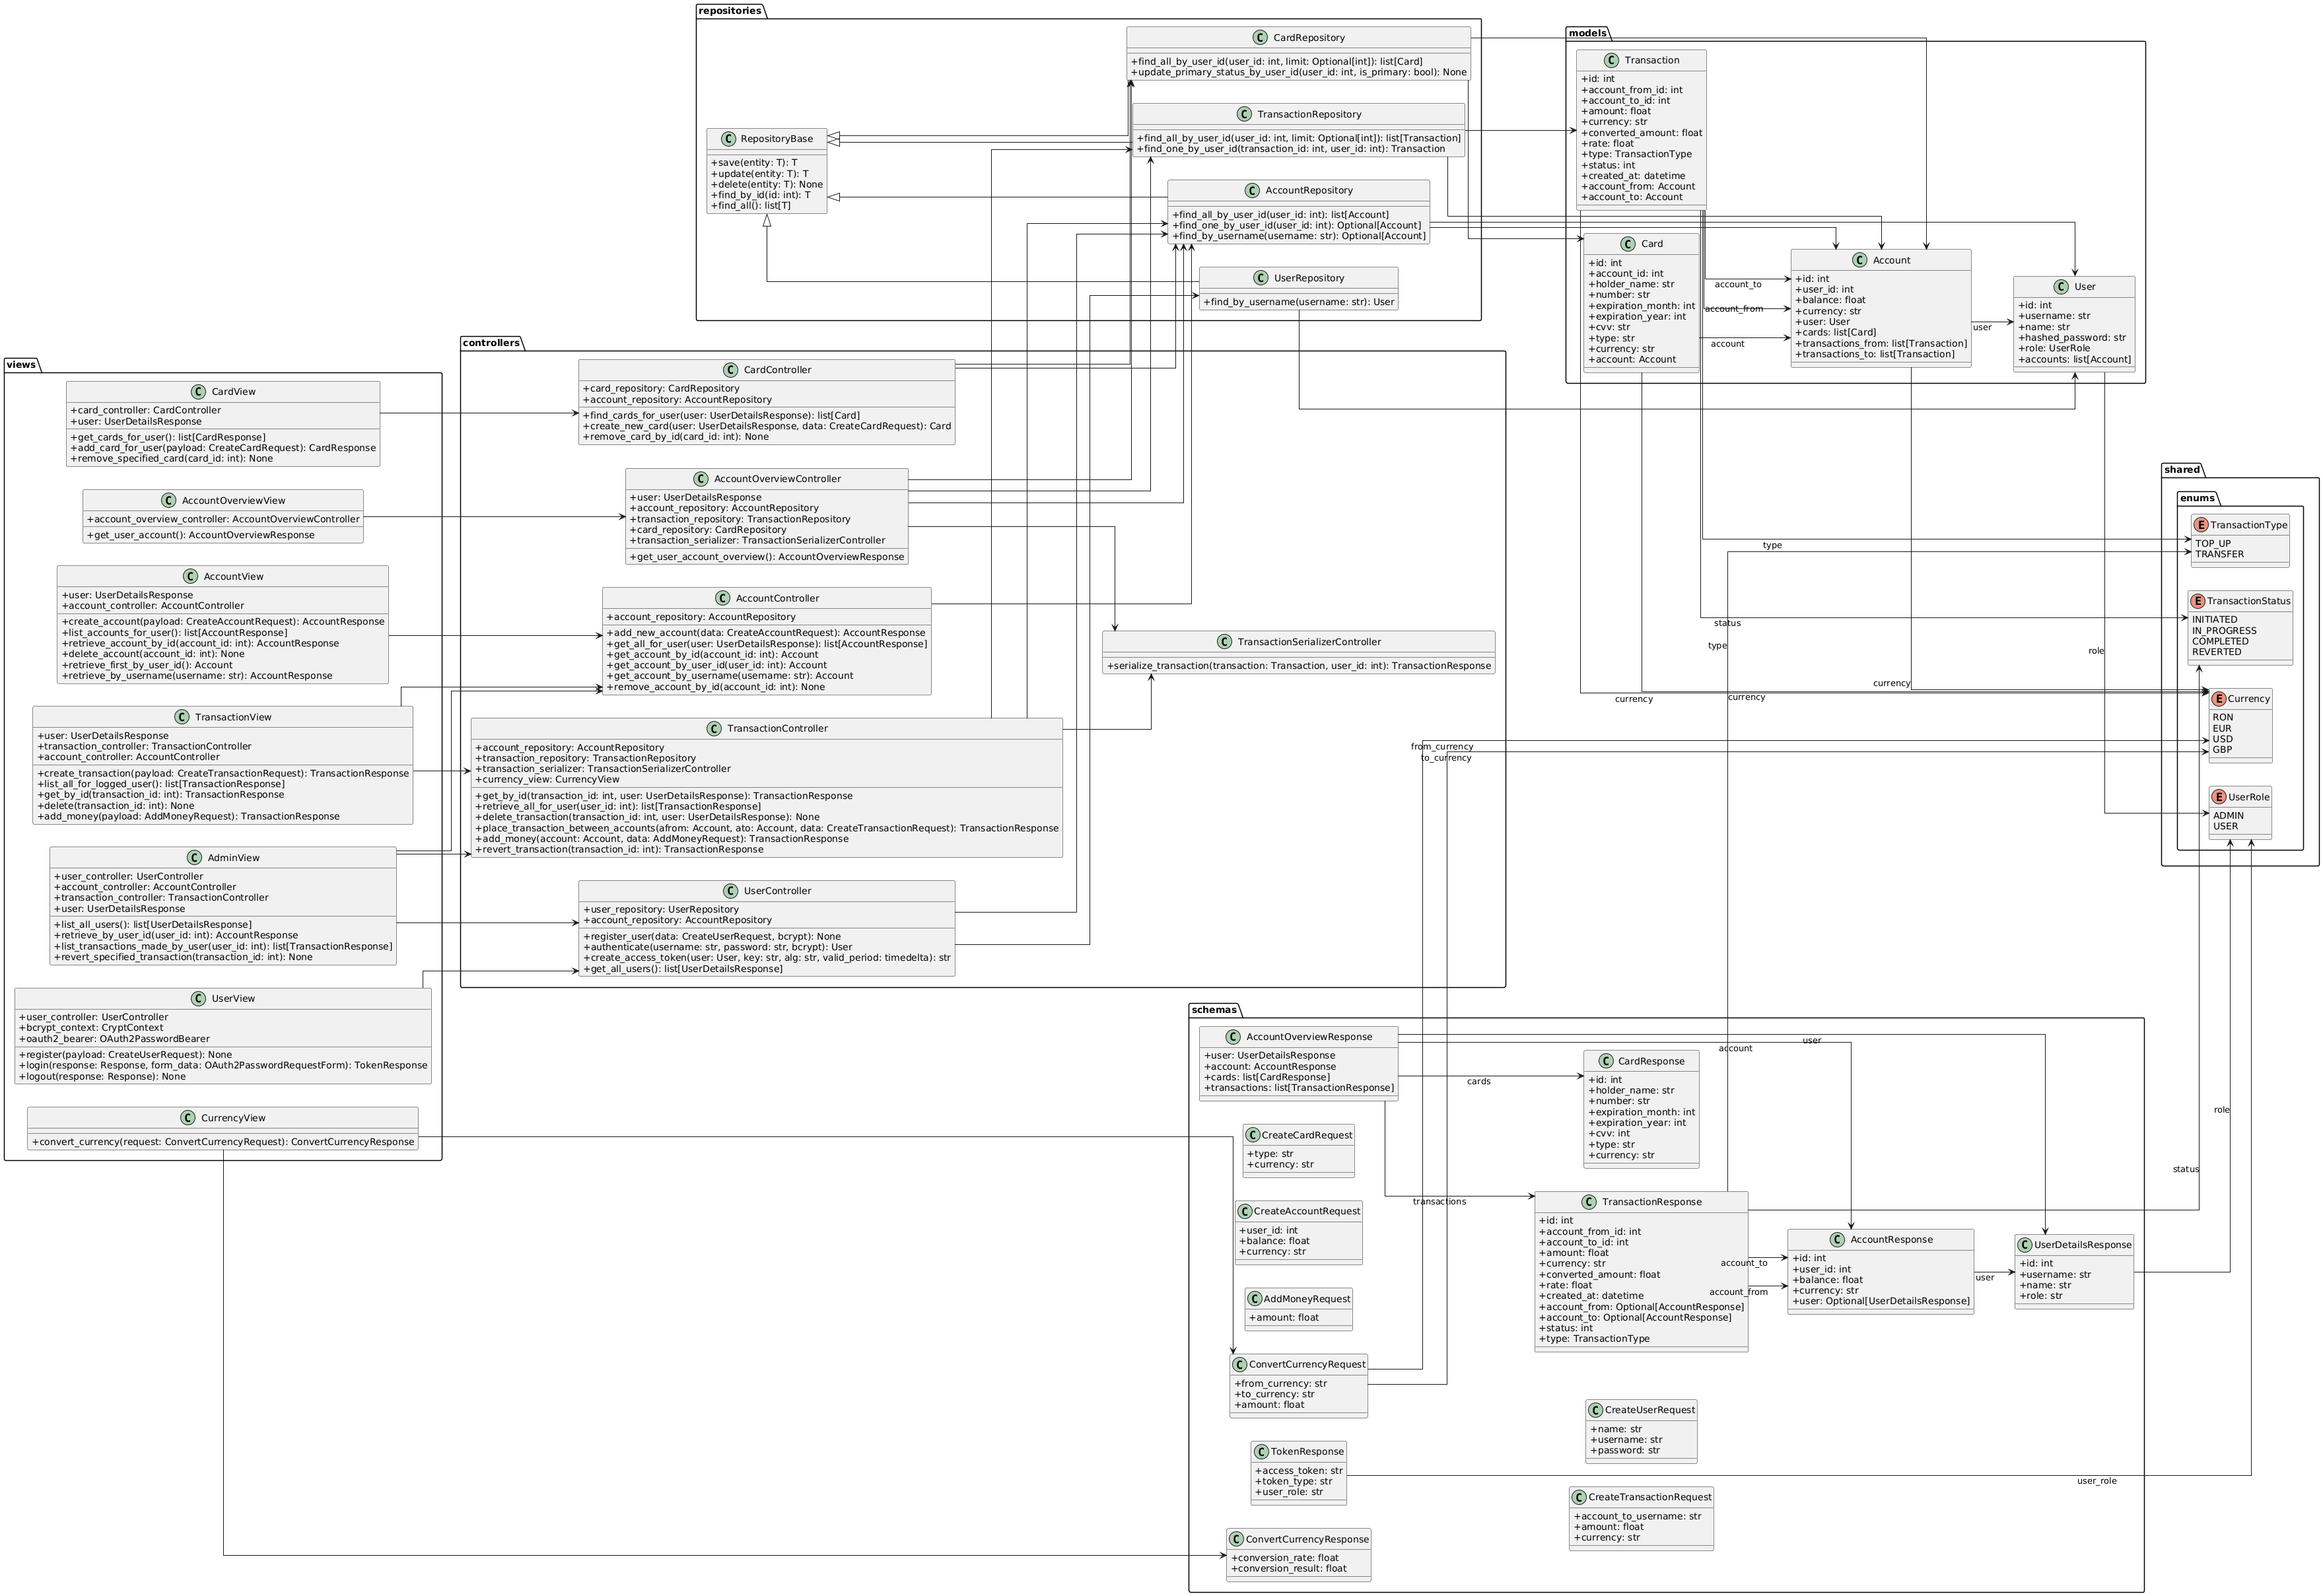 repositories
CardRepository
+find_all_by_user_id(user_id: int, limit: Optional[int]): list[Card]
+update_primary_status_by_user_id(user_id: int, is_primary: bool): None
TransactionRepository
+find_all_by_user_id(user_id: int, limit: Optional[int]): list[Transaction]
+find_one_by_user_id(transaction_id: int, user_id: int): Transaction
RepositoryBase
+save(entity: T): T
+update(entity: T): T
+delete(entity: T): None
+find_by_id(id: int): T
+find_all(): list[T]
AccountRepository
+find_all_by_user_id(user_id: int): list[Account]
+find_one_by_user_id(user_id: int): Optional[Account]
+find_by_username(username: str): Optional[Account]
UserRepository
+find_by_username(username: str): User
models
Transaction
+id: int
+account_from_id: int
+account_to_id: int
+amount: float
+currency: str
+converted_amount: float
+rate: float
+type: TransactionType
+status: int
+created_at: datetime
+account_from: Account
+account_to: Account
Card
+id: int
+account_id: int
+holder_name: str
+number: str
+expiration_month: int
+expiration_year: int
+cvv: str
+type: str
+currency: str
+account: Account
account_to
account_from
account
Account
+id: int
+user_id: int
+balance: float
+currency: str
+user: User
+cards: list[Card]
+transactions_from: list[Transaction]
+transactions_to: list[Transaction]
user
User
+id: int
+username: str
+name: str
+hashed_password: str
+role: UserRole
+accounts: list[Account]
views
CardView
+card_controller: CardController
+user: UserDetailsResponse
+get_cards_for_user(): list[CardResponse]
+add_card_for_user(payload: CreateCardRequest): CardResponse
+remove_specified_card(card_id: int): None
AccountOverviewView
+account_overview_controller: AccountOverviewController
+get_user_account(): AccountOverviewResponse
AccountView
+user: UserDetailsResponse
+account_controller: AccountController
+create_account(payload: CreateAccountRequest): AccountResponse
+list_accounts_for_user(): list[AccountResponse]
+retrieve_account_by_id(account_id: int): AccountResponse
+delete_account(account_id: int): None
+retrieve_first_by_user_id(): Account
+retrieve_by_username(username: str): AccountResponse
TransactionView
+user: UserDetailsResponse
+transaction_controller: TransactionController
+account_controller: AccountController
+create_transaction(payload: CreateTransactionRequest): TransactionResponse
+list_all_for_logged_user(): list[TransactionResponse]
+get_by_id(transaction_id: int): TransactionResponse
+delete(transaction_id: int): None
+add_money(payload: AddMoneyRequest): TransactionResponse
AdminView
+user_controller: UserController
+account_controller: AccountController
+transaction_controller: TransactionController
+user: UserDetailsResponse
+list_all_users(): list[UserDetailsResponse]
+retrieve_by_user_id(user_id: int): AccountResponse
+list_transactions_made_by_user(user_id: int): list[TransactionResponse]
+revert_specified_transaction(transaction_id: int): None
UserView
+user_controller: UserController
+bcrypt_context: CryptContext
+oauth2_bearer: OAuth2PasswordBearer
+register(payload: CreateUserRequest): None
+login(response: Response, form_data: OAuth2PasswordRequestForm): TokenResponse
+logout(response: Response): None
CurrencyView
+convert_currency(request: ConvertCurrencyRequest): ConvertCurrencyResponse
controllers
CardController
+card_repository: CardRepository
+account_repository: AccountRepository
+find_cards_for_user(user: UserDetailsResponse): list[Card]
+create_new_card(user: UserDetailsResponse, data: CreateCardRequest): Card
+remove_card_by_id(card_id: int): None
AccountOverviewController
+user: UserDetailsResponse
+account_repository: AccountRepository
+transaction_repository: TransactionRepository
+card_repository: CardRepository
+transaction_serializer: TransactionSerializerController
+get_user_account_overview(): AccountOverviewResponse
AccountController
+account_repository: AccountRepository
+add_new_account(data: CreateAccountRequest): AccountResponse
+get_all_for_user(user: UserDetailsResponse): list[AccountResponse]
+get_account_by_id(account_id: int): Account
+get_account_by_user_id(user_id: int): Account
+get_account_by_username(username: str): Account
+remove_account_by_id(account_id: int): None
TransactionSerializerController
+serialize_transaction(transaction: Transaction, user_id: int): TransactionResponse
TransactionController
+account_repository: AccountRepository
+transaction_repository: TransactionRepository
+transaction_serializer: TransactionSerializerController
+currency_view: CurrencyView
+get_by_id(transaction_id: int, user: UserDetailsResponse): TransactionResponse
+retrieve_all_for_user(user_id: int): list[TransactionResponse]
+delete_transaction(transaction_id: int, user: UserDetailsResponse): None
+place_transaction_between_accounts(afrom: Account, ato: Account, data: CreateTransactionRequest): TransactionResponse
+add_money(account: Account, data: AddMoneyRequest): TransactionResponse
+revert_transaction(transaction_id: int): TransactionResponse
UserController
+user_repository: UserRepository
+account_repository: AccountRepository
+register_user(data: CreateUserRequest, bcrypt): None
+authenticate(username: str, password: str, bcrypt): User
+create_access_token(user: User, key: str, alg: str, valid_period: timedelta): str
+get_all_users(): list[UserDetailsResponse]
shared
enums
TransactionType
TOP_UP
TRANSFER
TransactionStatus
INITIATED
IN_PROGRESS
COMPLETED
REVERTED
Currency
RON
EUR
USD
GBP
UserRole
ADMIN
USER
type
status
type
role
currency
currency
currency
from_currency
to_currency
schemas
AccountOverviewResponse
+user: UserDetailsResponse
+account: AccountResponse
+cards: list[CardResponse]
+transactions: list[TransactionResponse]
user
account
cards
transactions
CardResponse
+id: int
+holder_name: str
+number: str
+expiration_month: int
+expiration_year: int
+cvv: int
+type: str
+currency: str
CreateCardRequest
+type: str
+currency: str
CreateAccountRequest
+user_id: int
+balance: float
+currency: str
AddMoneyRequest
+amount: float
ConvertCurrencyRequest
+from_currency: str
+to_currency: str
+amount: float
TokenResponse
+access_token: str
+token_type: str
+user_role: str
ConvertCurrencyResponse
+conversion_rate: float
+conversion_result: float
TransactionResponse
+id: int
+account_from_id: int
+account_to_id: int
+amount: float
+currency: str
+converted_amount: float
+rate: float
+created_at: datetime
+account_from: Optional[AccountResponse]
+account_to: Optional[AccountResponse]
+status: int
+type: TransactionType
account_to
account_from
AccountResponse
+id: int
+user_id: int
+balance: float
+currency: str
+user: Optional[UserDetailsResponse]
user
UserDetailsResponse
+id: int
+username: str
+name: str
+role: str
role
status
CreateUserRequest
+name: str
+username: str
+password: str
user_role
CreateTransactionRequest
+account_to_username: str
+amount: float
+currency: str